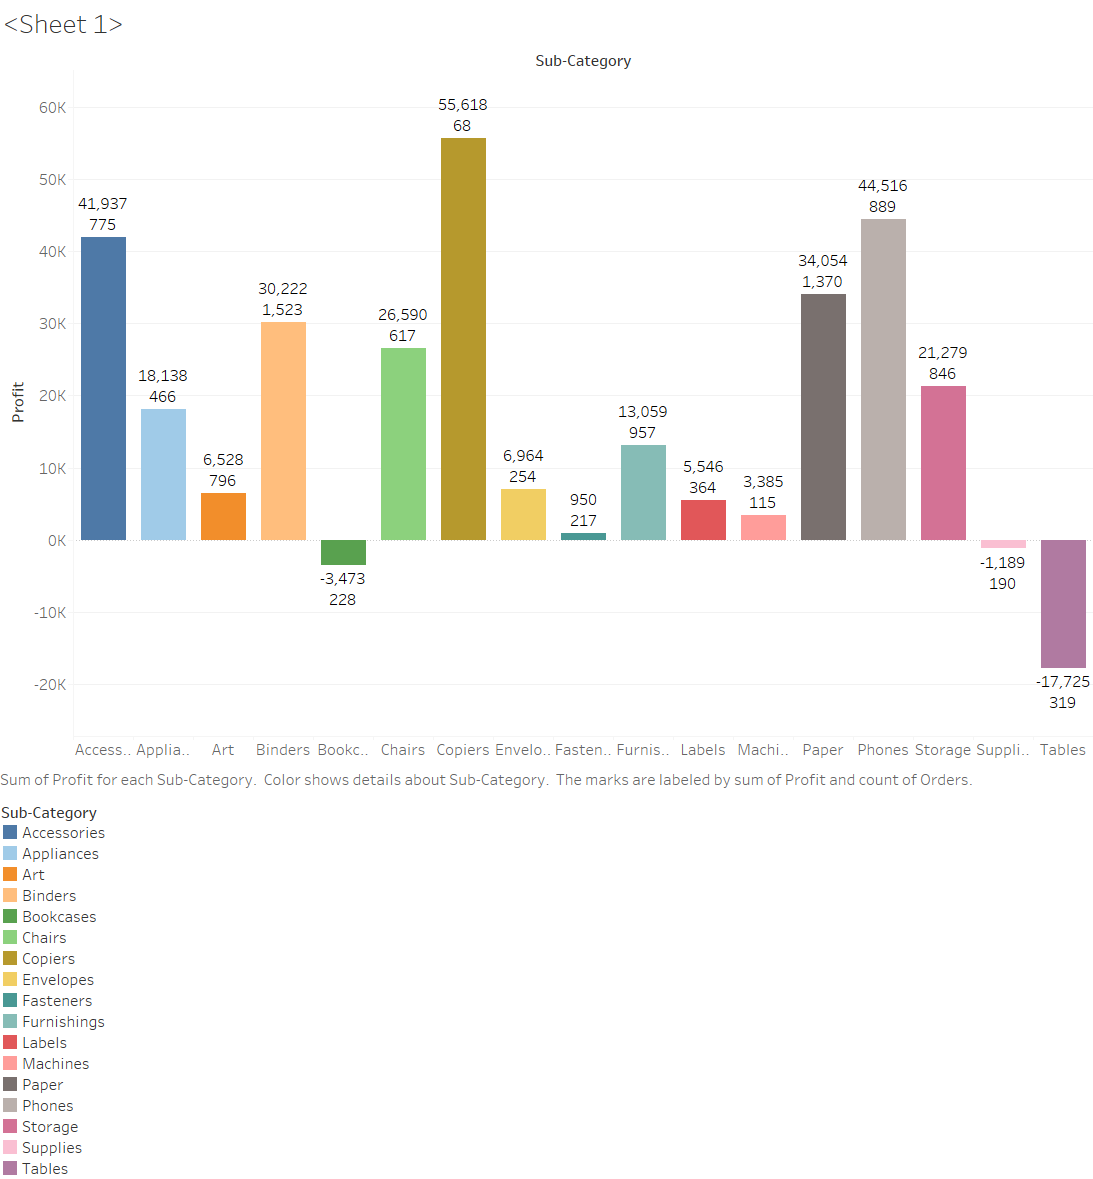 <Sheet 1>
Sub-Category
60K
50K
40K
30K
20K
10K
0K
-10K
-20K
Profit
41,937
775
18,138
466
6,528
796
30,222
1,523
-3,473
228
26,590
617
55,618
68
6,964
254
950
217
13,059
957
5,546
364
3,385
115
34,054
1,370
44,516
889
21,279
846
-1,189
190
-17,725
319
Access.. Applia.. Art Binders Bookc.. Chairs Copiers Envelo.. Fasten.. Furnis.. Labels Machi.. Paper Phones Storage Suppli.. Tables
Sum of Profit for each Sub-Category. Color shows details about Sub-Category. The marks are labeled by sum of Profit and count of Orders.
Sub-Category
Accessories
Appliances
Art
Binders
Bookcases
Chairs
Copiers
Envelopes
Fasteners
Furnishings
Labels
Machines
Paper
Phones
Storage
Supplies
Tables